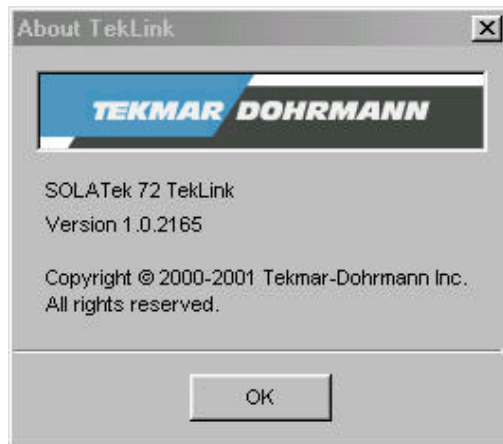 About TekLink
TEKMAR DOHRMANN
SOLATek 72 TekLink
Version 1.0.2165
Copyright © 2000-2001 Tekmar-Dohrmann Inc.
All rights reserved.
OK